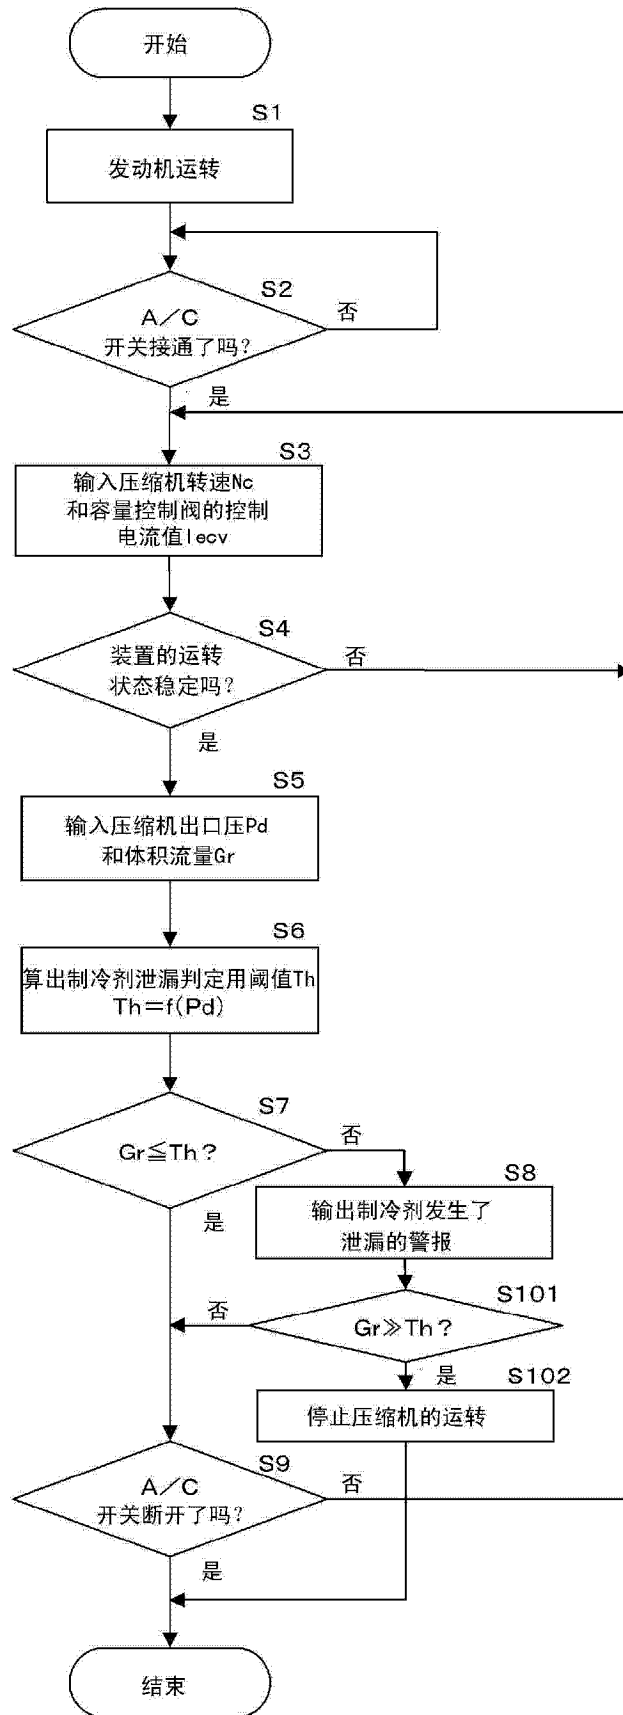 开始
S1
发动机运转
S2
A／C
开关接通了吗？
否
是
S3
输入压缩机转速Nc
和容量控制阀的控制
电流值Iecv
S4
装置的运转
状态稳定吗？
否
是
S5
输入压缩机出口压Pd
和体积流量Gr
S6
算出制冷剂泄漏判定用阈值Th
Th＝f(Pd)
S7
Gr≦Th？
否
是
S8
输出制冷剂发生了
泄漏的警报
S101
Gr≫Th？
否
是
S102
停止压缩机的运转
S9
A／C
开关断开了吗？
否
是
结束